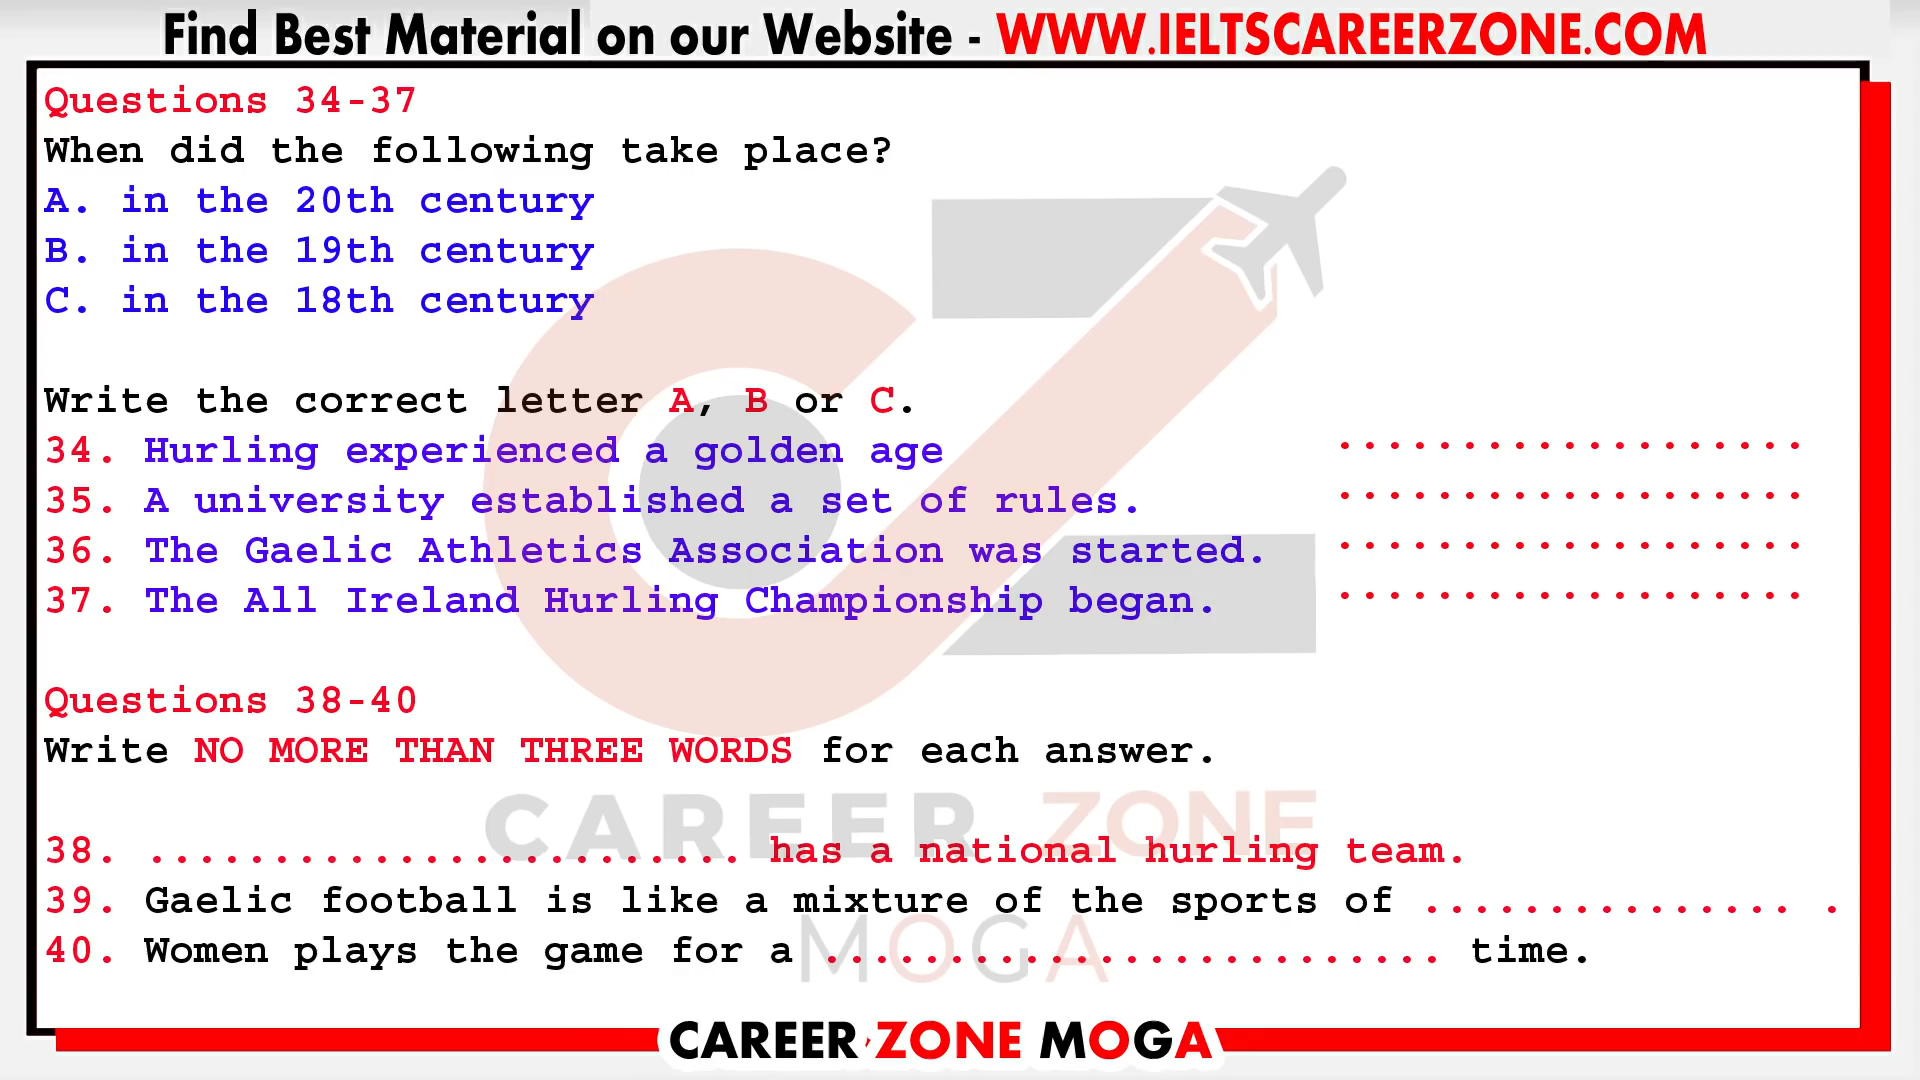 Find Best Material on our Website - WWW.IELTSCAREERZONE.COM
Questions 34-37
When did the following take place?
A. in the 20th century
B. in the 19th century
C. in the 18th century
Write the correct letter A, B or C.
34. Hurling experienced a golden age ...................
35. A university established a set of rules. ...................
36. The Gaelic Athletics Association was started. ...................
37. The All Ireland Hurling Championship began. ...................
Questions 38-40
Write NO MORE THAN THREE WORDS for each answer.
CAREER ZONE
38. ........................ has a national hurling team.
39. Gaelic football is like a mixture of the sports of ............... .
MOGA
40. Women plays the game for a ......................... time.
CAREER ZONE MOGA